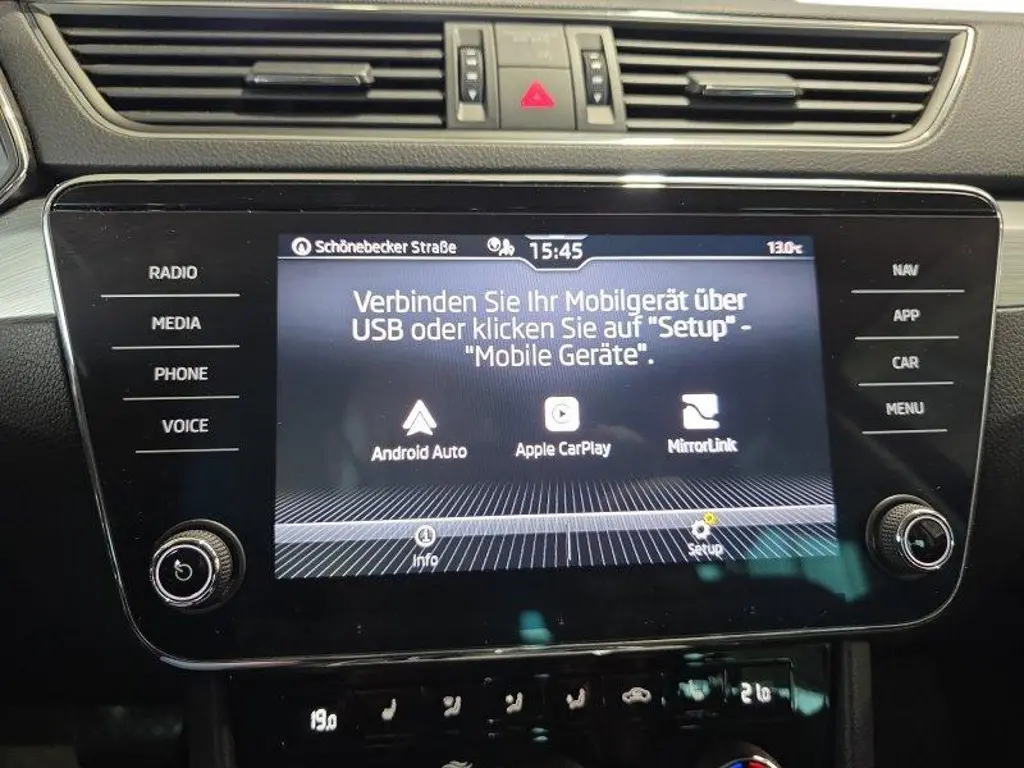 Schönebecker Straße 15:45 13.0°C
RADIO
MEDIA
PHONE
VOICE
Verbinden Sie Ihr Mobilgerät über
USB oder klicken Sie auf "Setup" -
"Mobile Geräte".
Android Auto Apple CarPlay MirrorLink
Info Setup
NAV
APP
CAR
MENU
19.0 21.0